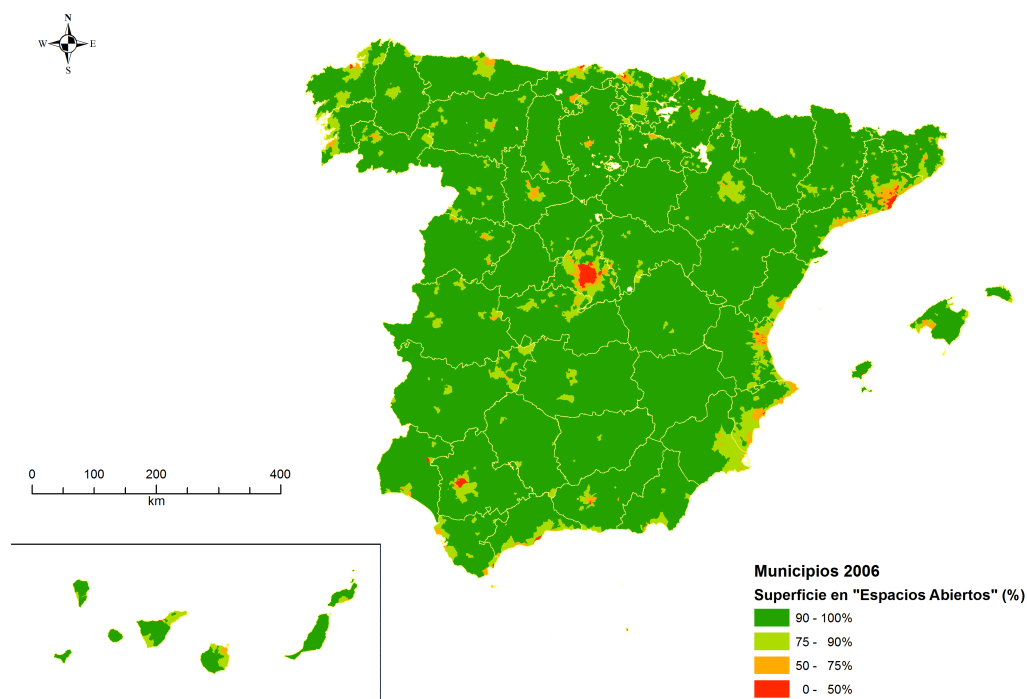 N
W E
S
0 100 200 400
km
Municipios 2006
Superficie en "Espacios Abiertos" (%)
90 - 100%
75 - 90%
50 - 75%
0 - 50%